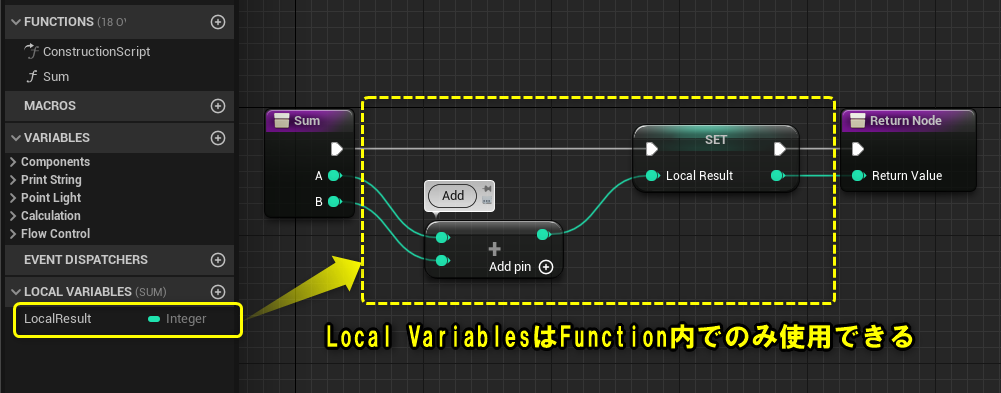 FUNCTIONS (18 O'
ConstructionScript
Sum
MACROS
VARIABLES
Components
Print String
Point Light
Calculation
Flow Control
EVENT DISPATCHERS
LOCAL VARIABLES (SUM)
LocalResult Integer
Sum
A
B
Add
Add pin
SET
Local Result
Return Node
Return Value
Local VariablesはFunction内でのみ使用できる